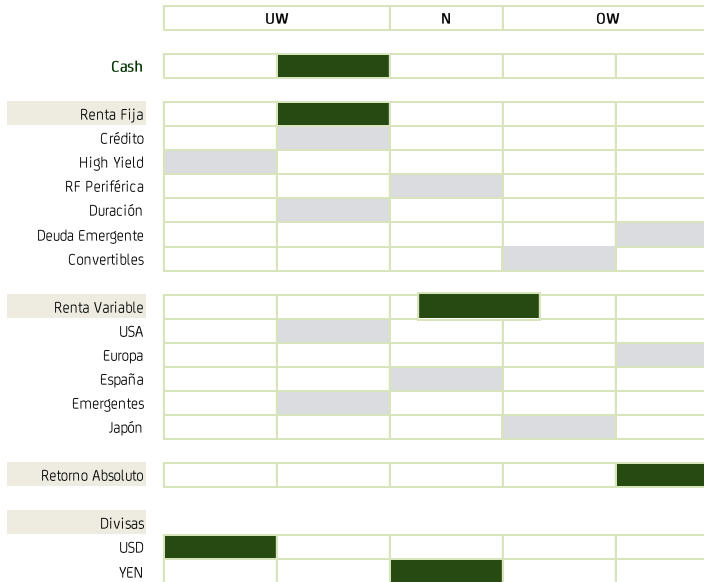 UW N OW
Cash
Renta Fija
Crédito
High Yield
RF Periférica
Duración
Deuda Emergente
Convertibles
Renta Variable
USA
Europa
España
Emergentes
Japón
Retorno Absoluto
Divisas
USD
YEN